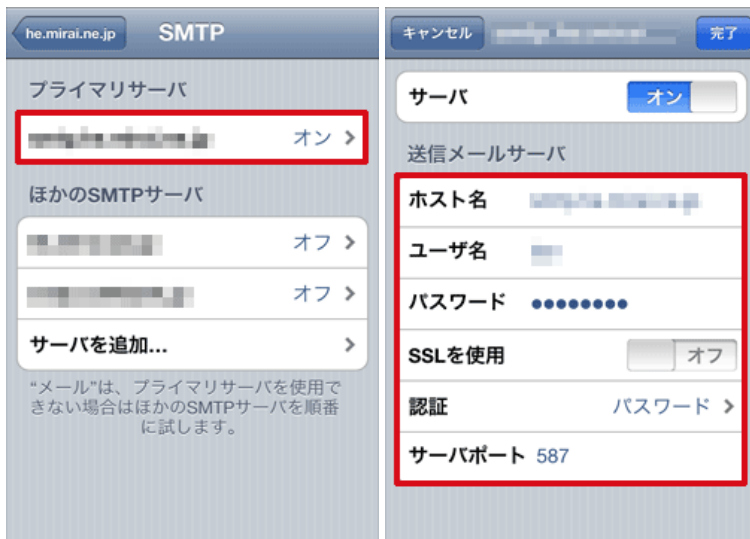 he.mirai.ne.jp
SMTP
プライマリサーバ
オン
ほかのSMTPサーバ
オフ
オフ
サーバを追加...
“メール”は、プライマリサーバを使用で
きない場合はほかのSMTPサーバを順番
に試します。
キャンセル
完了
サーバ
オン
送信メールサーバ
ホスト名
ユーザ名
パスワード ●●●●●●●●
SSLを使用
オフ
認証
パスワード
サーバポート 587